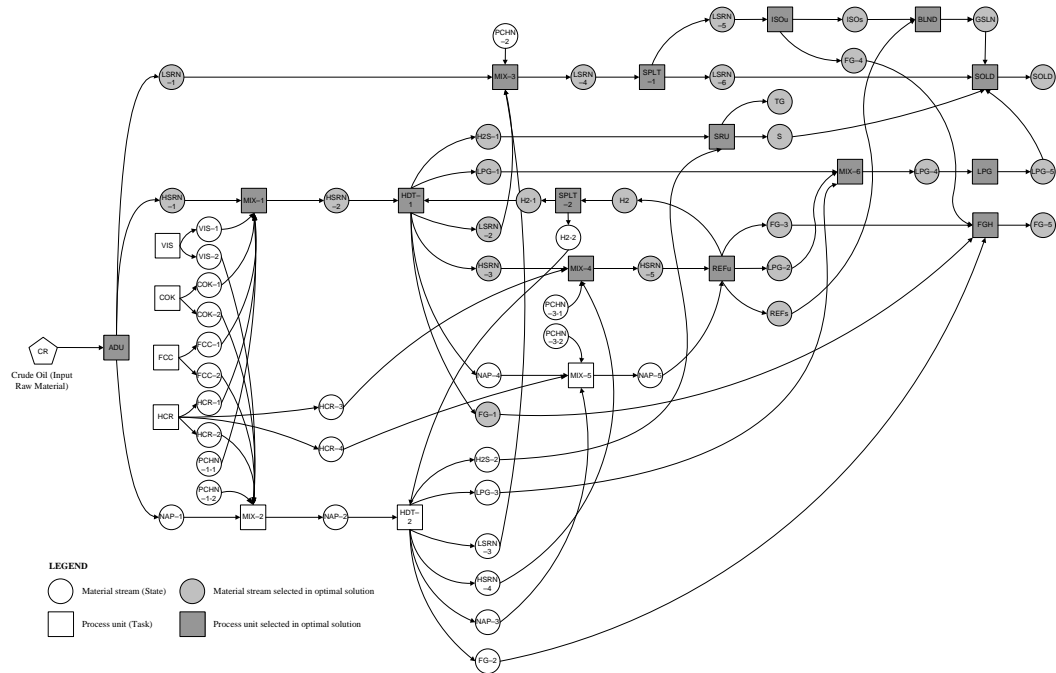 LSRN
–5
ISOu
ISOs
BLND
GSLN
PCHN
–2
FG–4
LSRN
–1
MIX–3
LSRN
–4
SPLT
–1
LSRN
–6
SOLD
SOLD
TG
H2S–1
SRU
S
LPG–1
MIX–6
LPG–4
LPG
LPG–5
HSRN
–1
MIX–1
HSRN
–2
HDT–
1
H2-1
SPLT
–2
H2
LSRN
–2
H2-2
FG–3
FGH
FG–5
VIS
VIS–1
VIS–2
HSRN
–3
MIX–4
HSRN
–5
REFu
LPG–2
COK
COK–1
COK–2
PCHN
–3-1
REFs
PCHN
–3-2
CR
ADU
FCC
FCC–1
FCC–2
Crude Oil (Input
Raw Material)
NAP–4
MIX–5
NAP–5
HCR
HCR–1
HCR–2
HCR–3
HCR–4
FG–1
PCHN
–1-1
PCHN
–1-2
H2S–2
LPG–3
NAP–1
MIX–2
NAP–2
HDT–
2
LSRN
–3
HSRN
–4
NAP–3
FG–2
LEGEND
Material stream (State)
Material stream selected in optimal solution
Process unit (Task)
Process unit selected in optimal solution